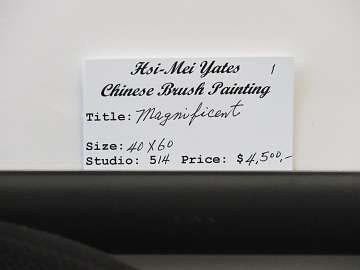 Hsi-Mei Yates 1
Chinese Brush Painting
Title: Magnificent
Size: 40 X 60
Studio: 514 Price: $4,500,-